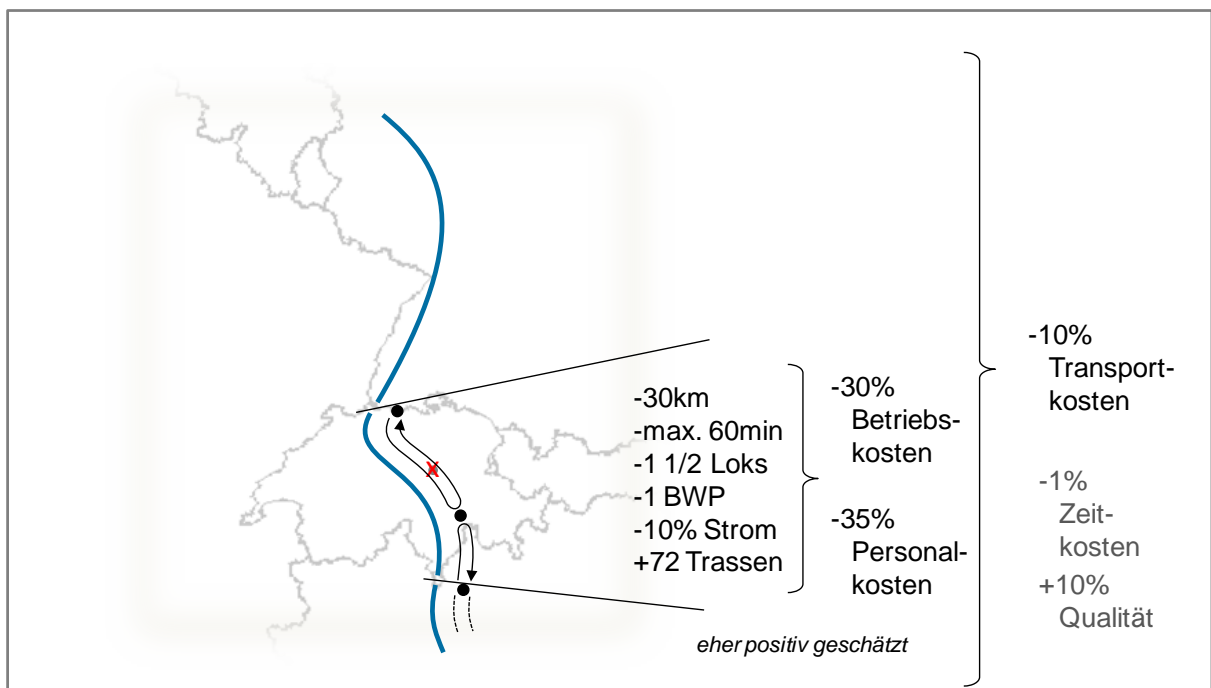 -30km
-max. 60min
-1 1/2 Loks
-1 BWP
-10% Strom
+72 Trassen
-30%
Betriebs-
kosten
-35%
Personal-
kosten
-10%
Transport-
kosten
-1%
Zeit-
kosten
+10%
Qualität
eher positiv geschätzt